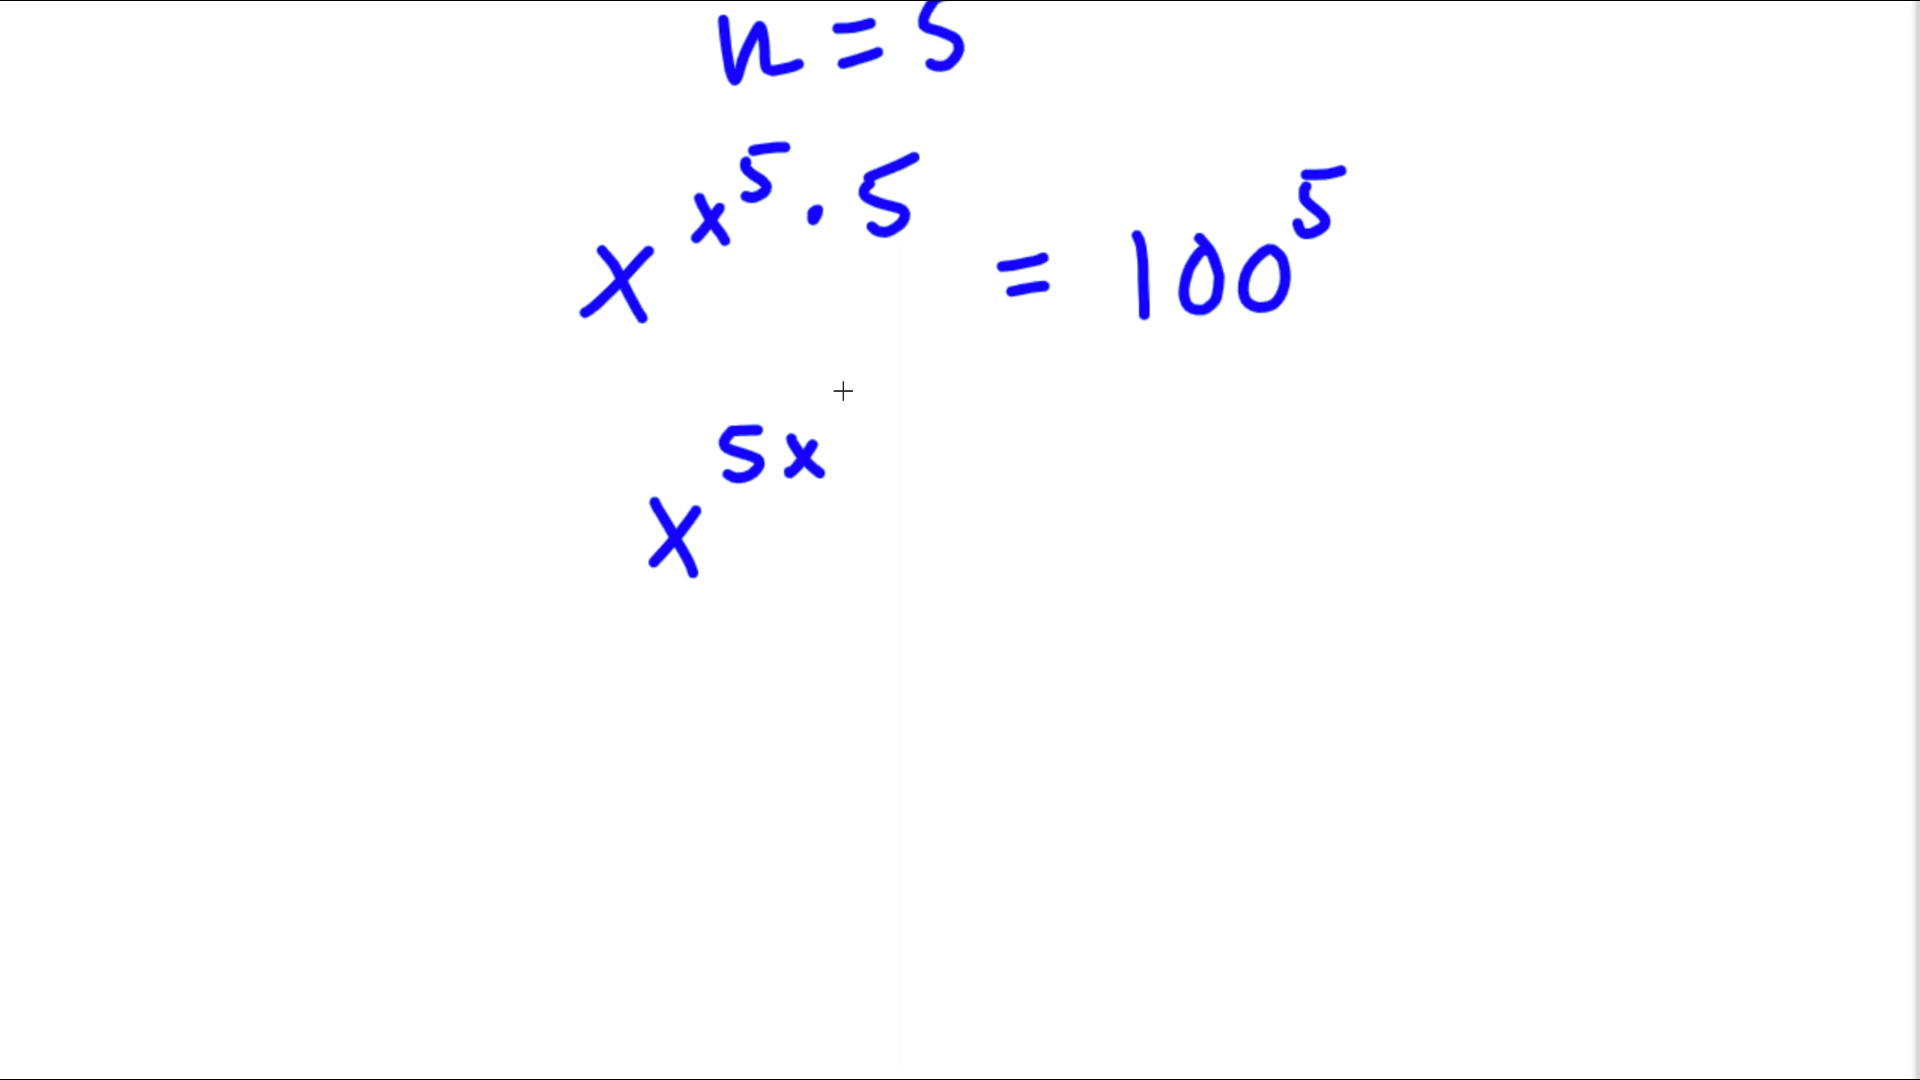 n = 5
x^{x^5 · 5} = 100^5
x^{5x}